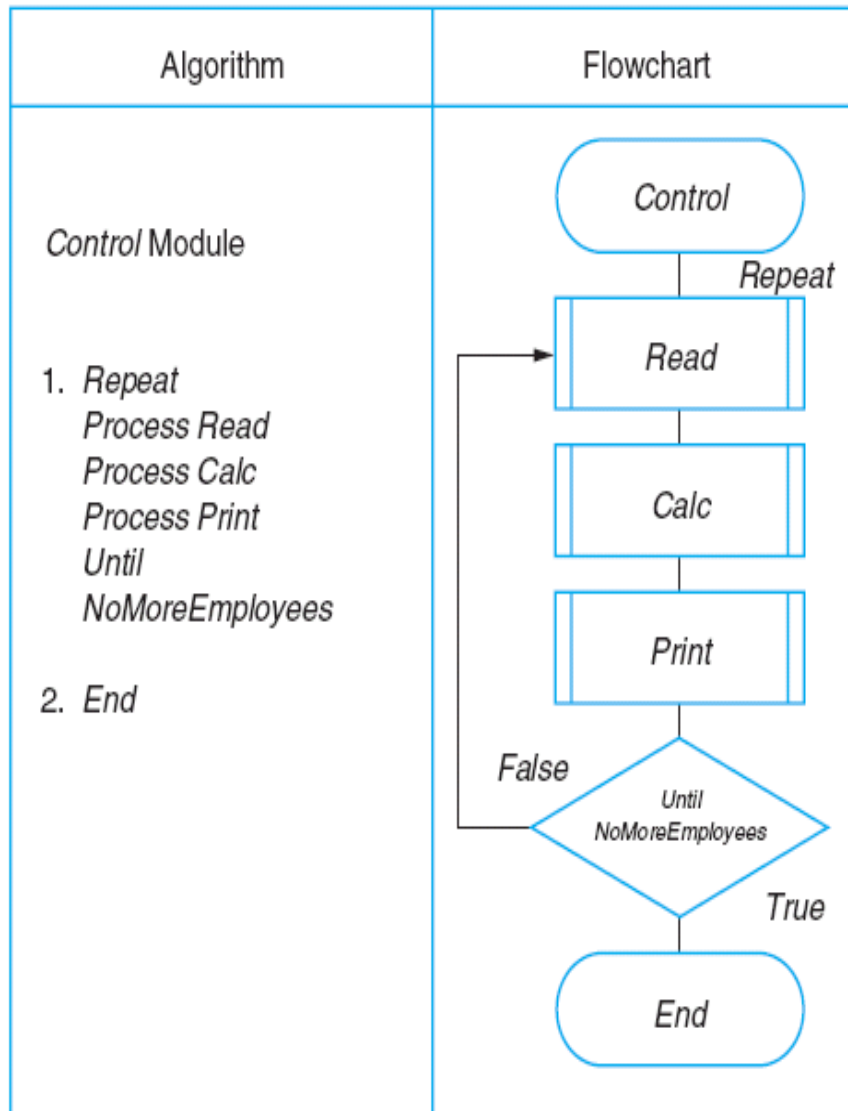 Algorithm
Flowchart
Control Module
1. Repeat
Process Read
Process Calc
Process Print
Until
NoMoreEmployees
2. End
Control
Repeat
Read
Calc
Print
False
Until
NoMoreEmployees
True
End